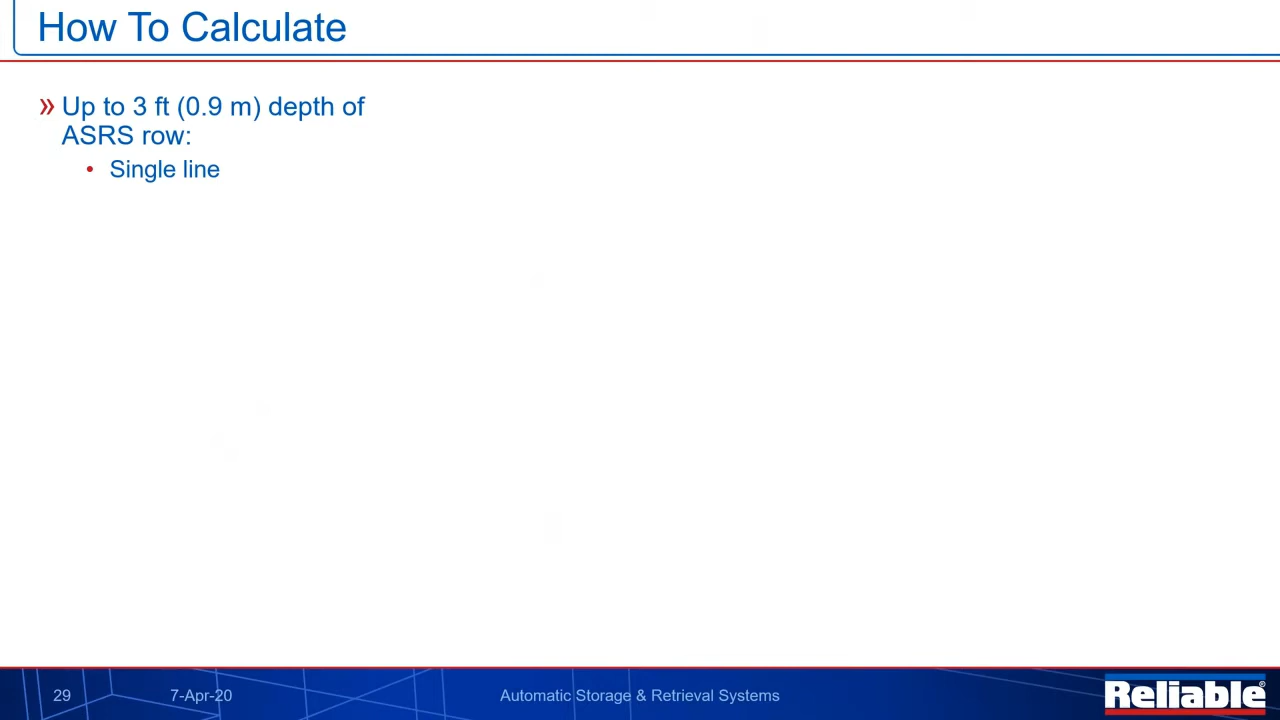 How To Calculate
» Up to 3 ft (0.9 m) depth of
ASRS row:
• Single line
29
7-Apr-20
Automatic Storage & Retrieval Systems
Reliable®